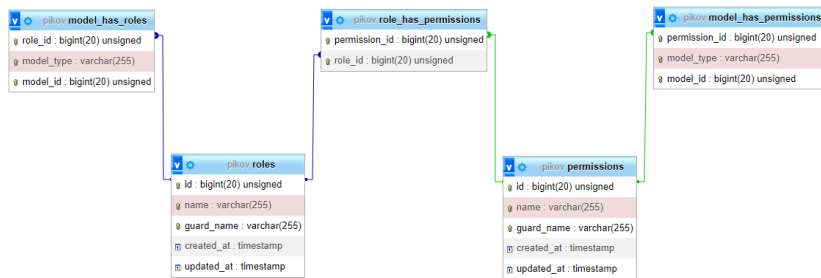 pikov model_has_roles
role_id : bigint(20) unsigned
model_type : varchar(255)
model_id : bigint(20) unsigned
pikov role_has_permissions
permission_id : bigint(20) unsigned
role_id : bigint(20) unsigned
pikov model_has_permissions
permission_id : bigint(20) unsigned
model_type : varchar(255)
model_id : bigint(20) unsigned
pikov roles
id : bigint(20) unsigned
name : varchar(255)
guard_name : varchar(255)
created_at : timestamp
updated_at : timestamp
pikov permissions
id : bigint(20) unsigned
name : varchar(255)
guard_name : varchar(255)
created_at : timestamp
updated_at : timestamp